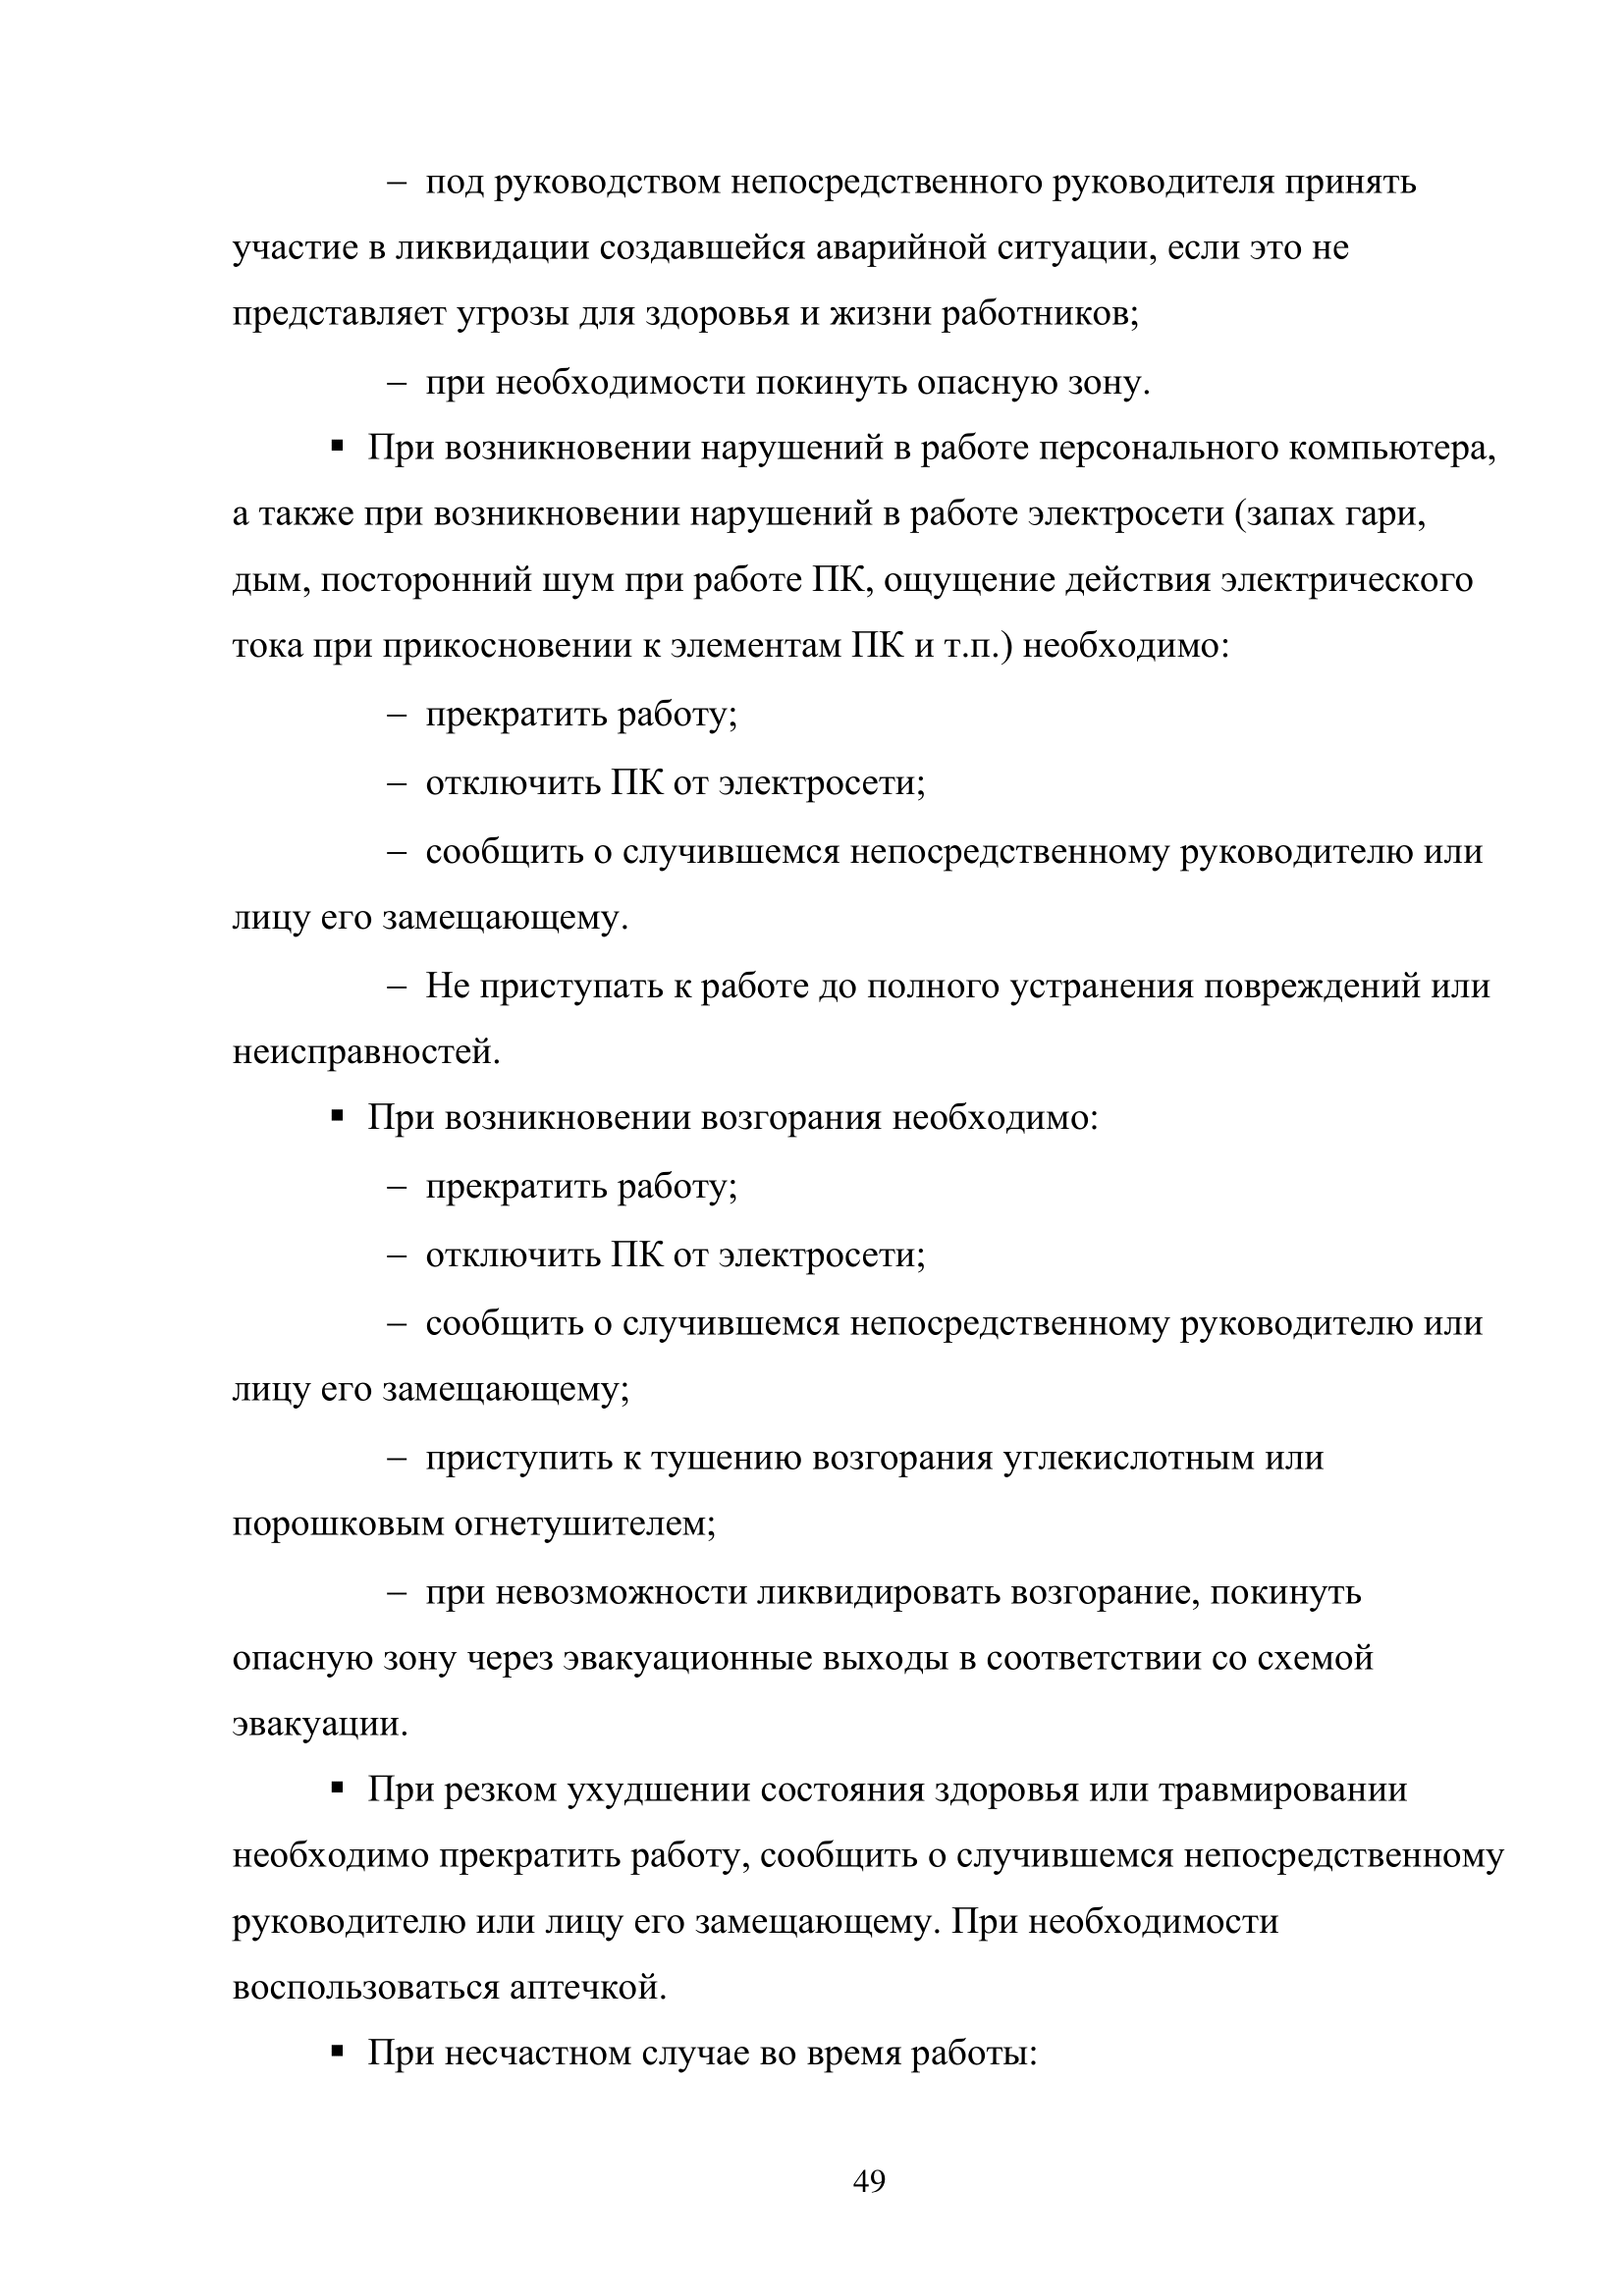 – под руководством непосредственного руководителя принять
участие в ликвидации создавшейся аварийной ситуации, если это не
представляет угрозы для здоровья и жизни работников;
– при необходимости покинуть опасную зону.
▪ При возникновении нарушений в работе персонального компьютера,
а также при возникновении нарушений в работе электросети (запах гари,
дым, посторонний шум при работе ПК, ощущение действия электрического
тока при прикосновении к элементам ПК и т.п.) необходимо:
– прекратить работу;
– отключить ПК от электросети;
– сообщить о случившемся непосредственному руководителю или
лицу его замещающему.
– Не приступать к работе до полного устранения повреждений или
неисправностей.
▪ При возникновении возгорания необходимо:
– прекратить работу;
– отключить ПК от электросети;
– сообщить о случившемся непосредственному руководителю или
лицу его замещающему;
– приступить к тушению возгорания углекислотным или
порошковым огнетушителем;
– при невозможности ликвидировать возгорание, покинуть
опасную зону через эвакуационные выходы в соответствии со схемой
эвакуации.
▪ При резком ухудшении состояния здоровья или травмировании
необходимо прекратить работу, сообщить о случившемся непосредственному
руководителю или лицу его замещающему. При необходимости
воспользоваться аптечкой.
▪ При несчастном случае во время работы:
49